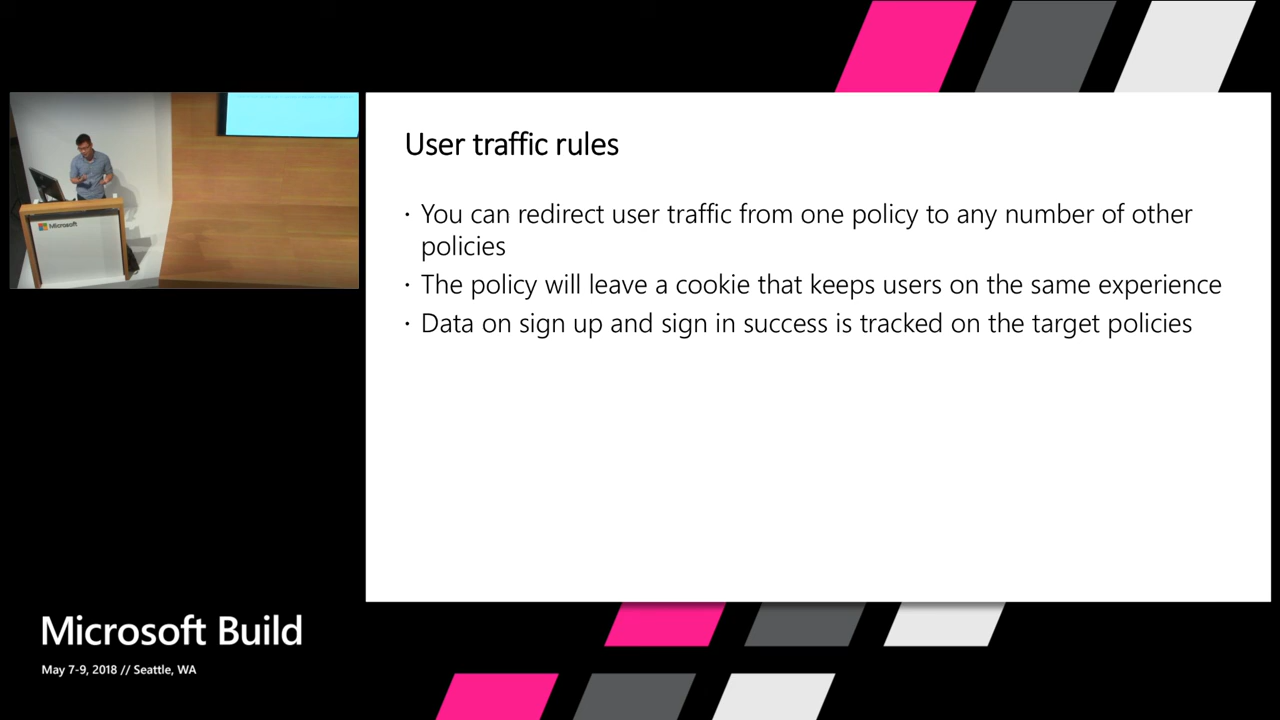 User traffic rules
· You can redirect user traffic from one policy to any number of other
policies
· The policy will leave a cookie that keeps users on the same experience
· Data on sign up and sign in success is tracked on the target policies
Microsoft
Microsoft Build
May 7-9, 2018 // Seattle, WA